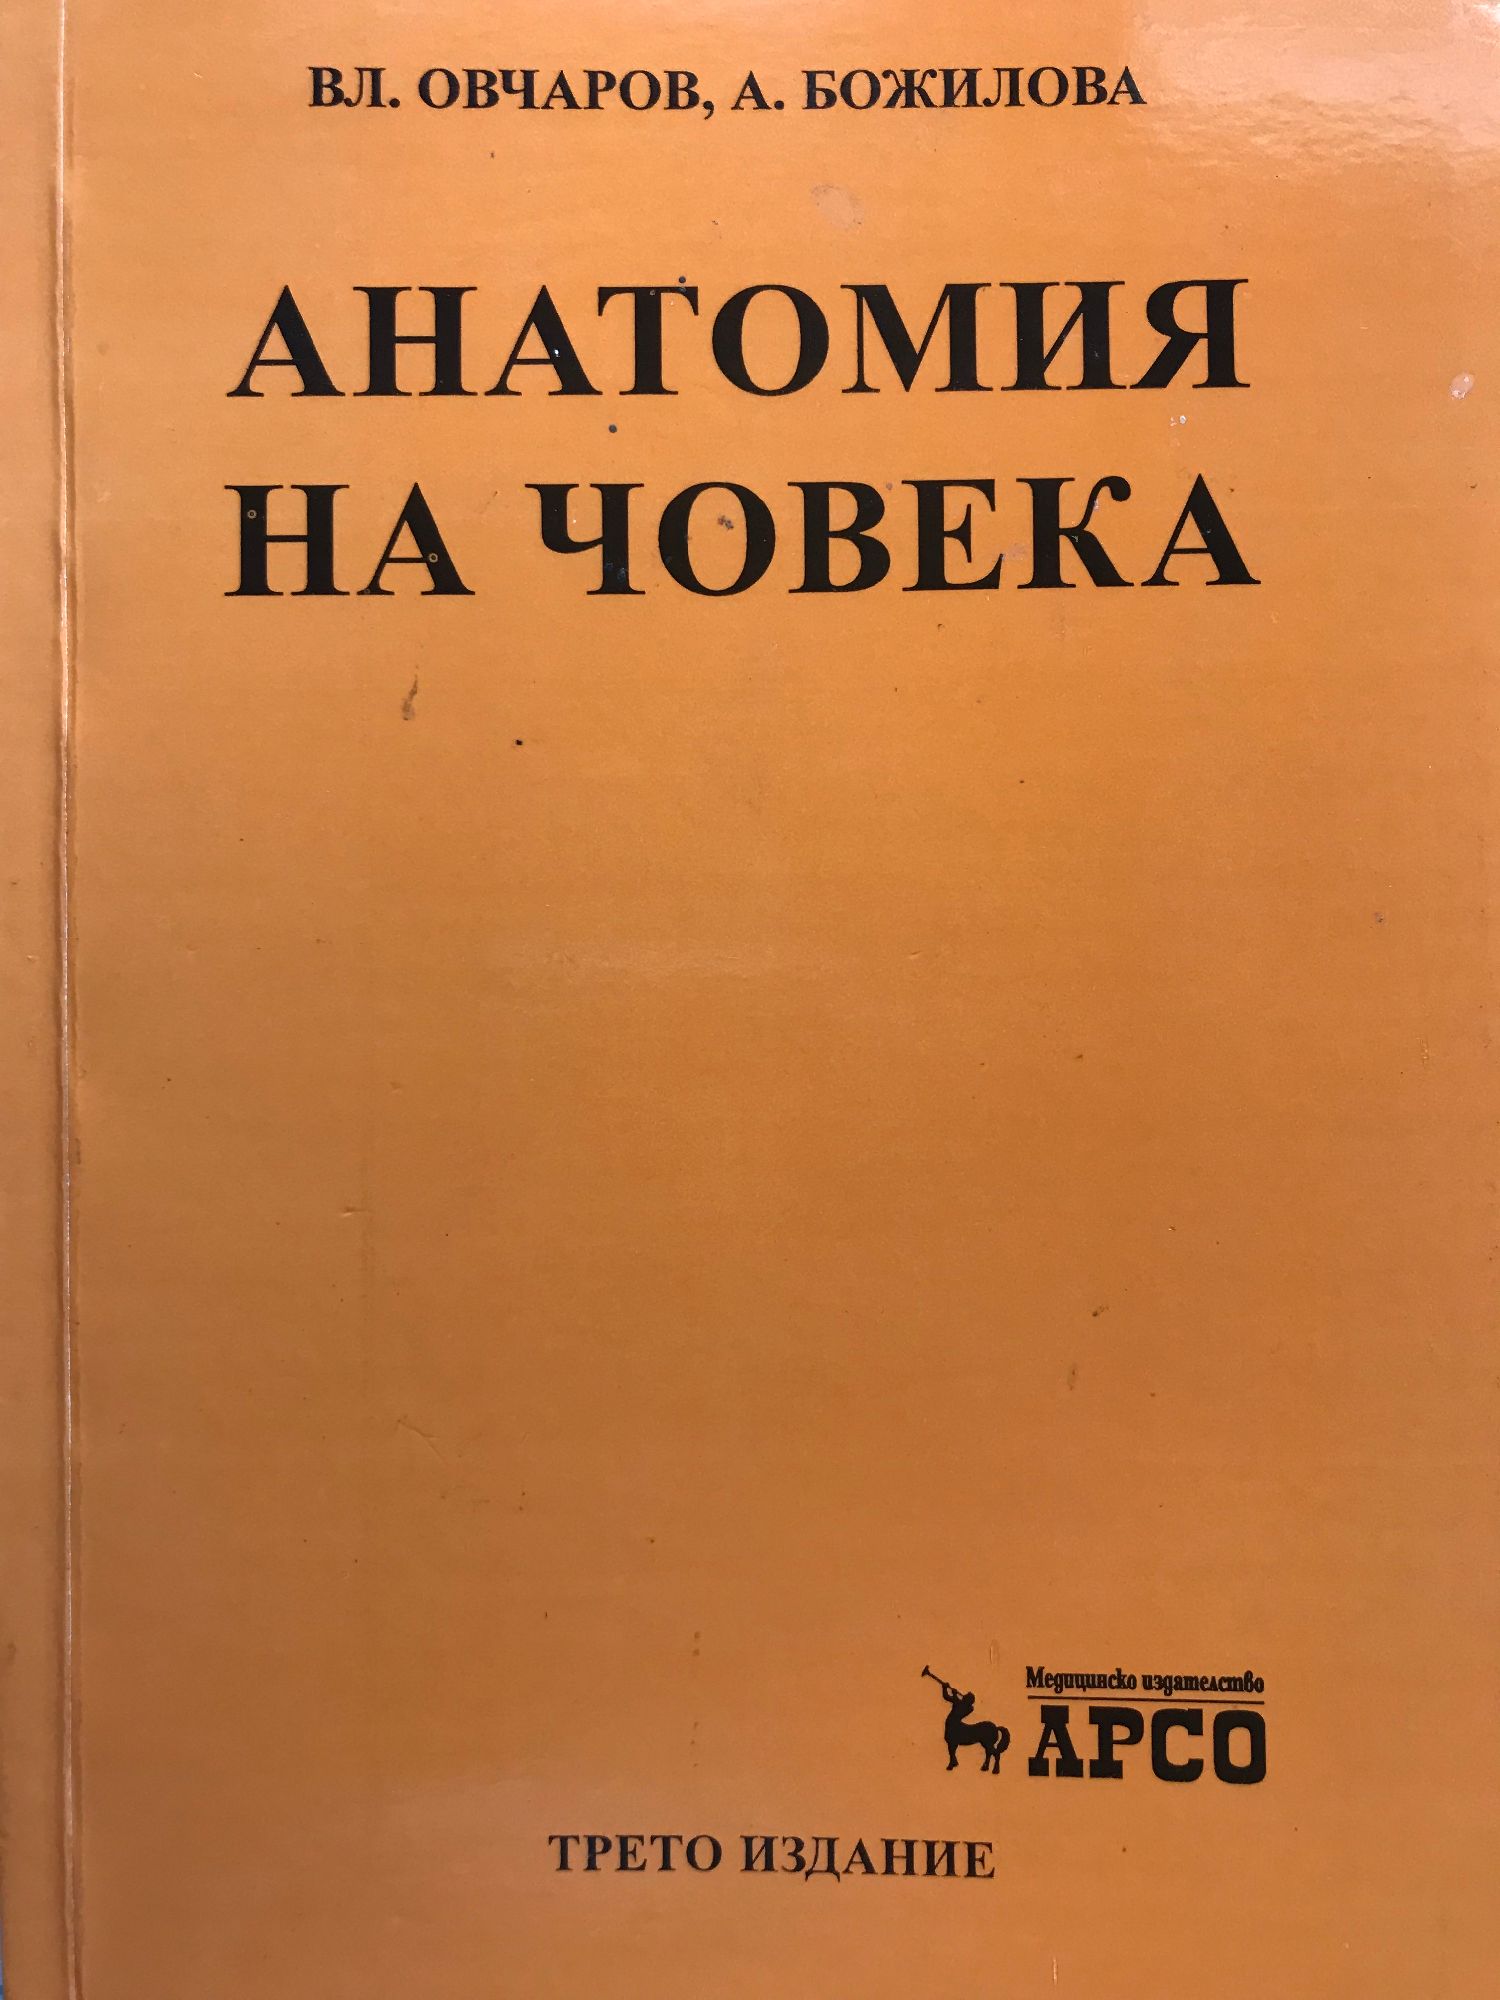 ВЛ. ОВЧАРОВ, А. БОЖИЛОВА
АНАТОМИЯ
НА ЧОВЕКА
Медицинско издателство
АРСО
ТРЕТО ИЗДАНИЕ